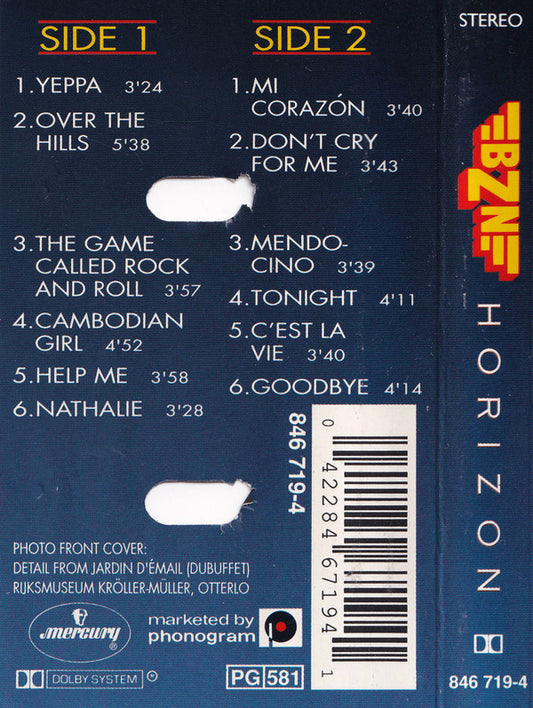 SIDE 1
1.YEPPA 3'24
2.OVER THE
HILLS 5'38
3.THE GAME
CALLED ROCK
AND ROLL 3'57
4.CAMBODIAN
GIRL 4'52
5.HELP ME 3'58
6.NATHALIE 3'28
SIDE 2
1.MI
CORAZÓN 3'40
2.DON'T CRY
FOR ME 3'43
3.MENDO-
CINO 3'39
4.TONIGHT 4'11
5.C'EST LA
VIE 3'40
6.GOODBYE 4'14
846 719-4
0 42284 67194 1
PHOTO FRONT COVER:
DETAIL FROM JARDIN D'ÉMAIL (DUBUFFET)
RIJKSMUSEUM KRÖLLER-MÜLLER, OTTERLO
mercury ®
marketed by
phonogram
DOLBY SYSTEM
PG 581
STEREO
BZN
HORIZON
846 719-4